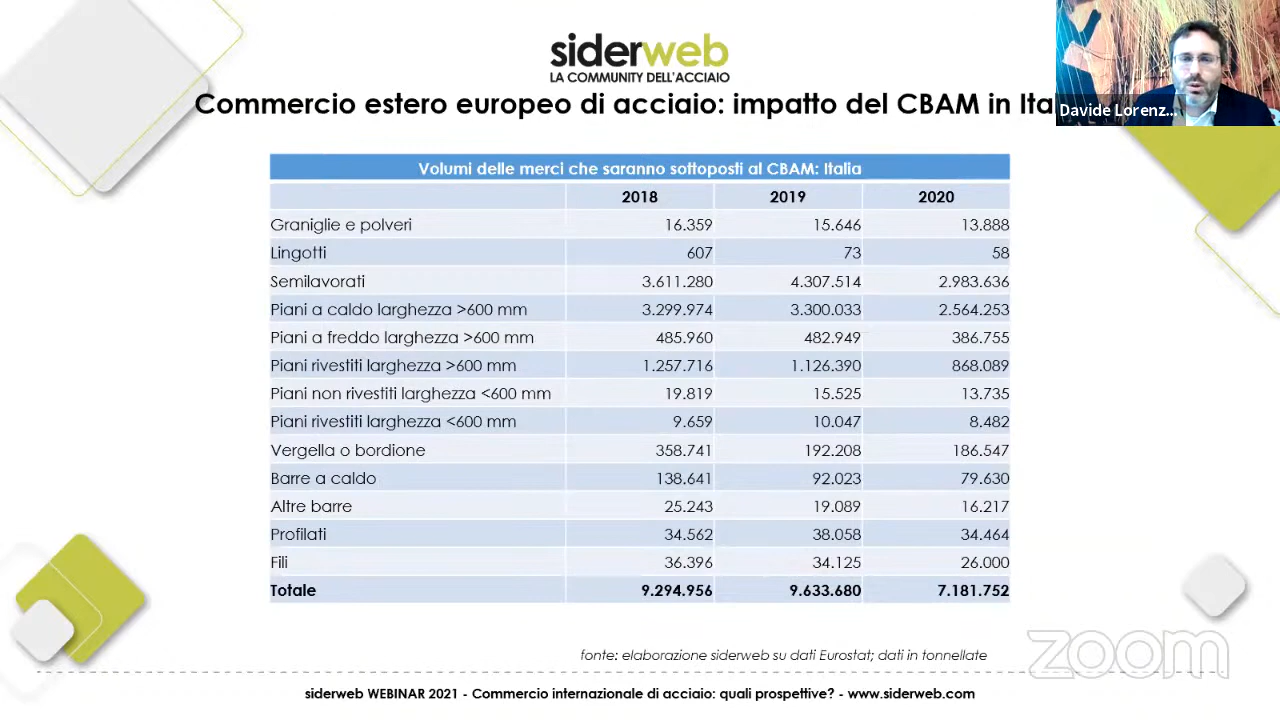 siderweb
LA COMMUNITY DELL'ACCIAIO
Commercio estero europeo di acciaio: impatto del CBAM in Ita
Davide Lorenz...
Volumi delle merci che saranno sottoposti al CBAM: Italia
2018 2019 2020
Graniglie e polveri 16.359 15.646 13.888
Lingotti 607 73 58
Semilavorati 3.611.280 4.307.514 2.983.636
Piani a caldo larghezza >600 mm 3.299.974 3.300.033 2.564.253
Piani a freddo larghezza >600 mm 485.960 482.949 386.755
Piani rivestiti larghezza >600 mm 1.257.716 1.126.390 868.089
Piani non rivestiti larghezza <600 mm 19.819 15.525 13.735
Piani rivestiti larghezza <600 mm 9.659 10.047 8.482
Vergella o bordione 358.741 192.208 186.547
Barre a caldo 138.641 92.023 79.630
Altre barre 25.243 19.089 16.217
Profilati 34.562 38.058 34.464
Fili 36.396 34.125 26.000
Totale 9.294.956 9.633.680 7.181.752
fonte: elaborazione siderweb su dati Eurostat; dati in tonnellate
zoom
siderweb WEBINAR 2021 - Commercio internazionale di acciaio: quali prospettive? - www.siderweb.com